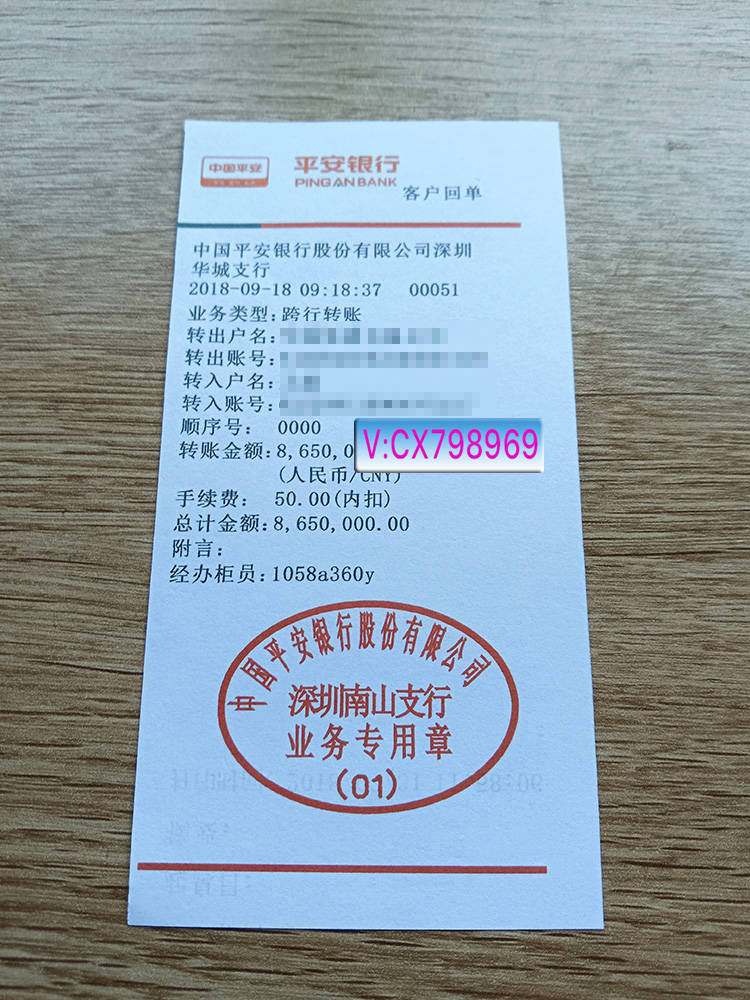 中国平安
平安银行
PINGAN BANK
客户回单
中国平安银行股份有限公司深圳
华城支行
2018-09-18 09:18:37 00051
业务类型:跨行转账
转出户名:
转出账号:
转入户名:
转入账号:
顺序号: 0000
转账金额:8,650,0
V:CX798969
(人民币/CNY)
手续费: 50.00(内扣)
总计金额:8,650,000.00
附言:
经办柜员:1058a360y
中国平安银行股份有限公司
深圳南山支行
业务专用章
(01)